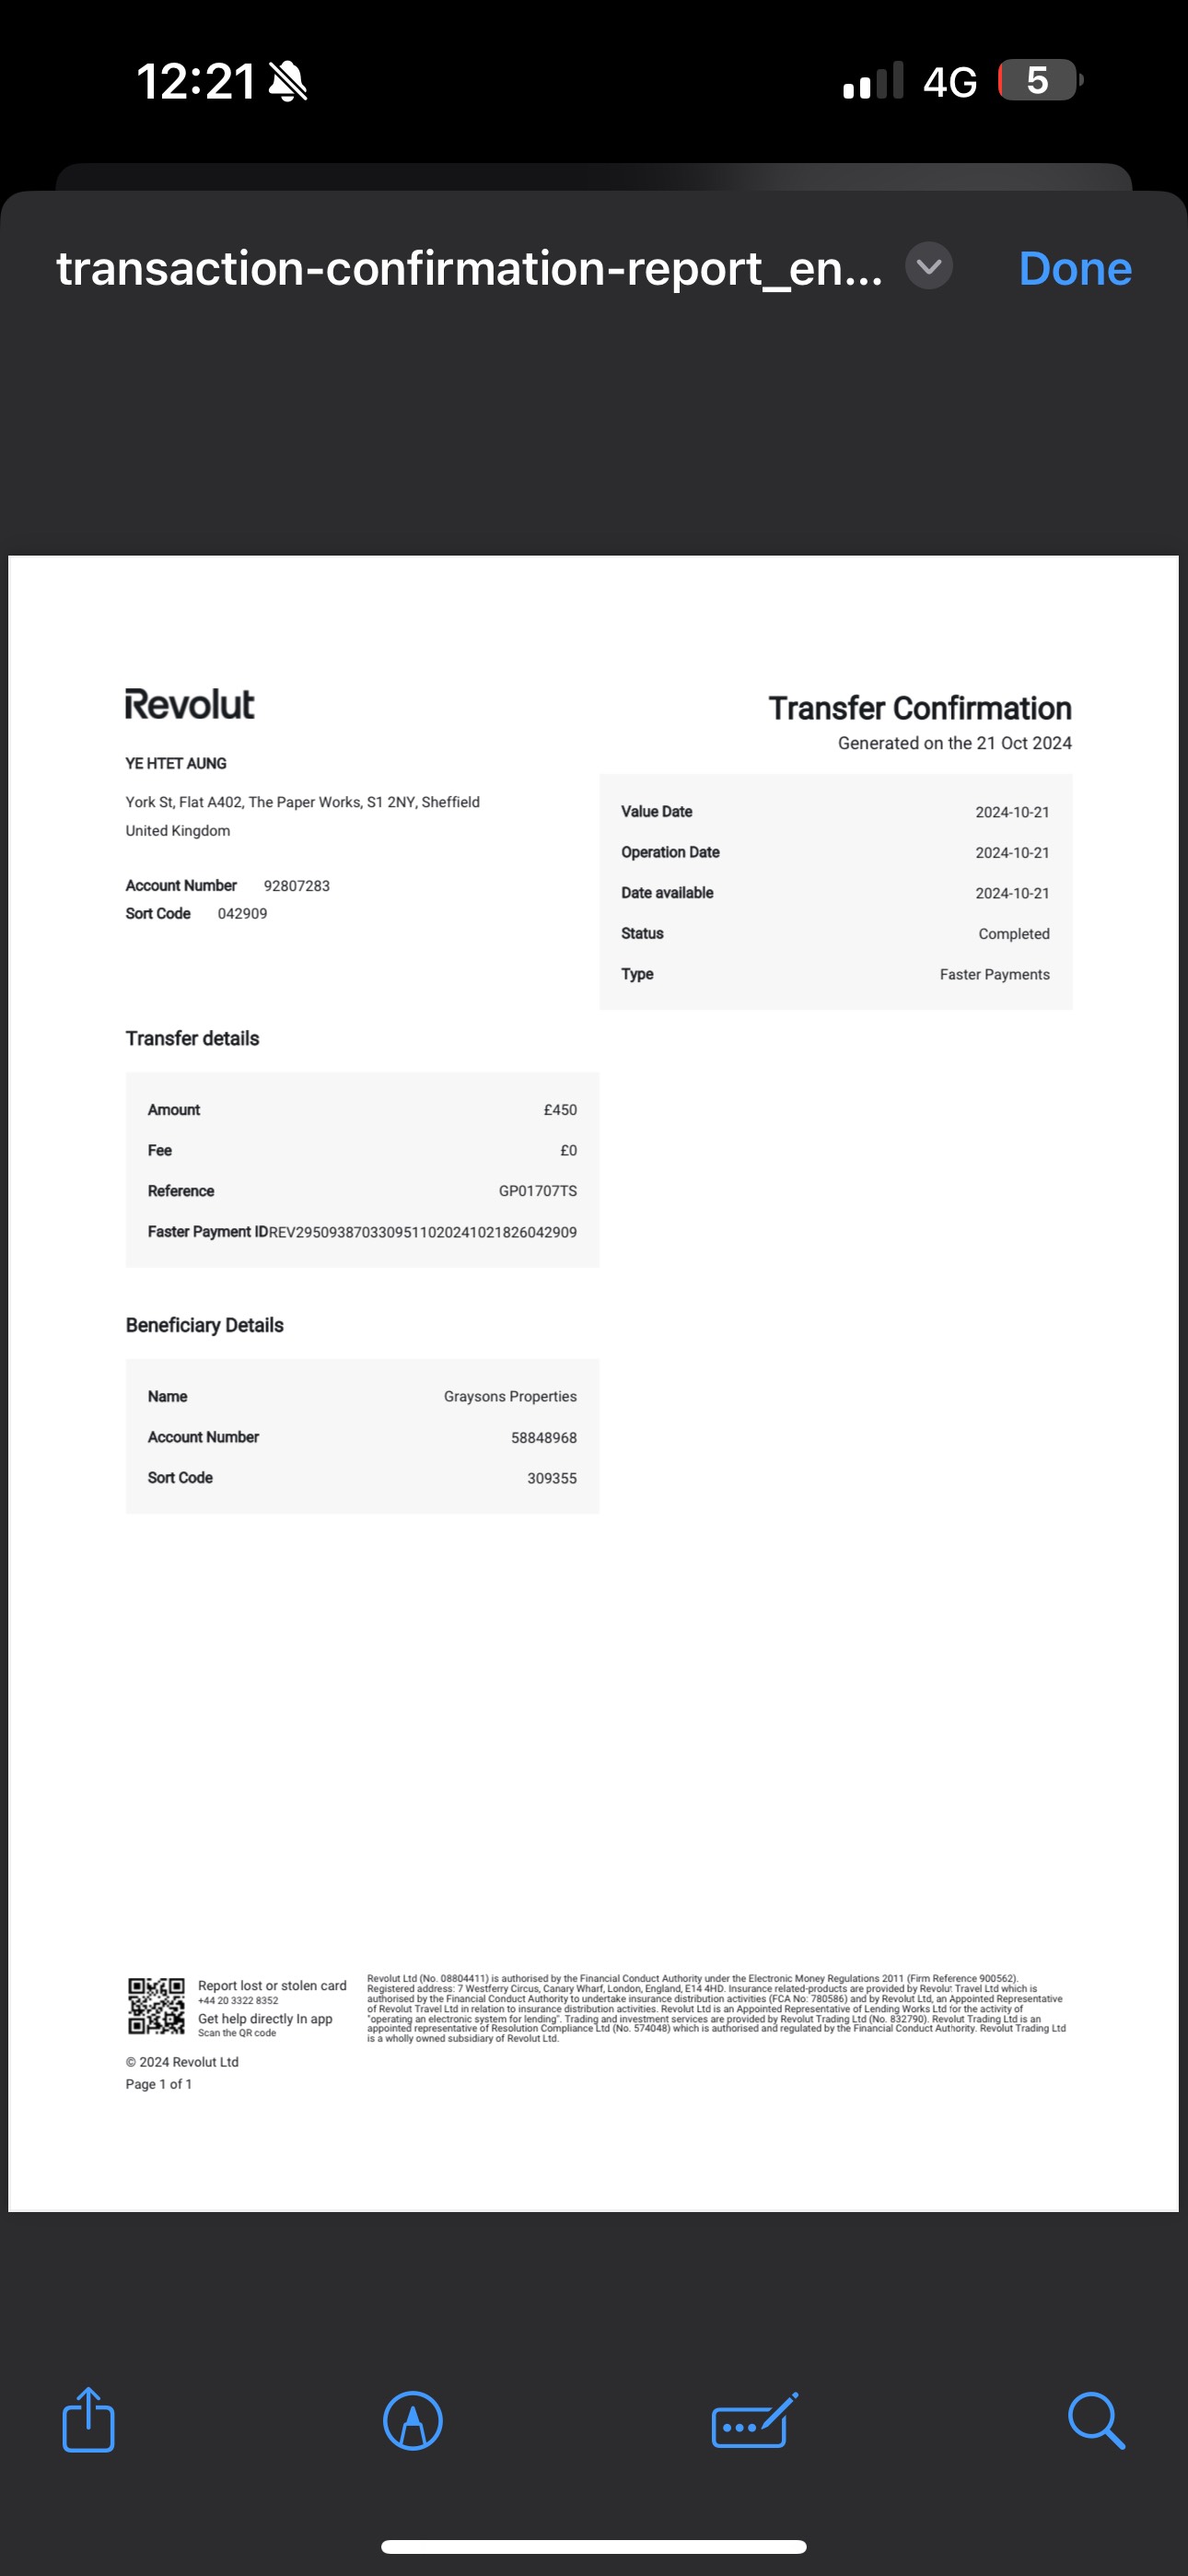 12:21
4G
5
transaction-confirmation-report_en...
Done
Revolut
Transfer Confirmation
Generated on the 21 Oct 2024
YE HTET AUNG
York St, Flat A402, The Paper Works, S1 2NY, Sheffield
United Kingdom
Account Number 92807283
Sort Code 042909
Value Date 2024-10-21
Operation Date 2024-10-21
Date available 2024-10-21
Status Completed
Type Faster Payments
Transfer details
Amount £450
Fee £0
Reference GP01707TS
Faster Payment IDREV295093870330951102024102182604290​9
Beneficiary Details
Name Graysons Properties
Account Number 58848968
Sort Code 309355
Report lost or stolen card
+44 20 3322 8352
Get help directly In app
Scan the QR code
Revolut Ltd (No. 08804411) is authorised by the Financial Conduct Authority under the Electronic Money Regulations 2011 (Firm Reference 900562).
Registered address: 7 Westferry Circus, Canary Wharf, London, England, E14 4HD. Insurance related-products are provided by Revolut Travel Ltd which is
authorised by the Financial Conduct Authority to undertake insurance distribution activities (FCA No: 780586) and by Revolut Ltd, an Appointed Representative
of Revolut Travel Ltd in relation to insurance distribution activities. Revolut Ltd is an Appointed Representative of Lending Works Ltd for the activity of
"operating an electronic system for lending". Trading and investment services are provided by Revolut Trading Ltd (No. 832790). Revolut Trading Ltd is an
appointed representative of Resolution Compliance Ltd (No. 574048) which is authorised and regulated by the Financial Conduct Authority. Revolut Trading Ltd
is a wholly owned subsidiary of Revolut Ltd.
© 2024 Revolut Ltd
Page 1 of 1